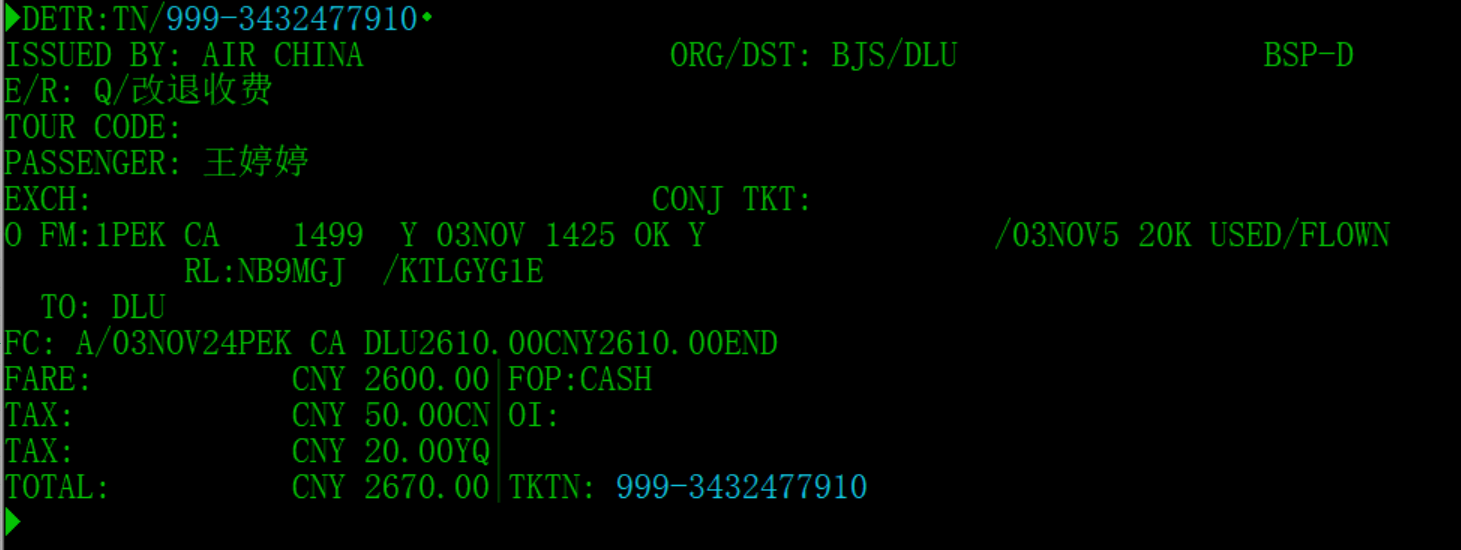 ▶DETR:TN/999-3432477910
ISSUED BY: AIR CHINA ORG/DST: BJS/DLU BSP-D
E/R: Q/改退收费
TOUR CODE:
PASSENGER: 王婷婷
EXCH: CONJ TKT:
O FM:1PEK CA 1499 Y 03NOV 1425 OK Y /03NOV5 20K USED/FLOWN
RL:NB9MGJ /KTLGYG1E
TO: DLU
FC: A/03NOV24PEK CA DLU2610.00CNY2610.00END
FARE: CNY 2600.00 FOP:CASH
TAX: CNY 50.00CN OI:
TAX: CNY 20.00YQ
TOTAL: CNY 2670.00 TKTN: 999-3432477910
▶